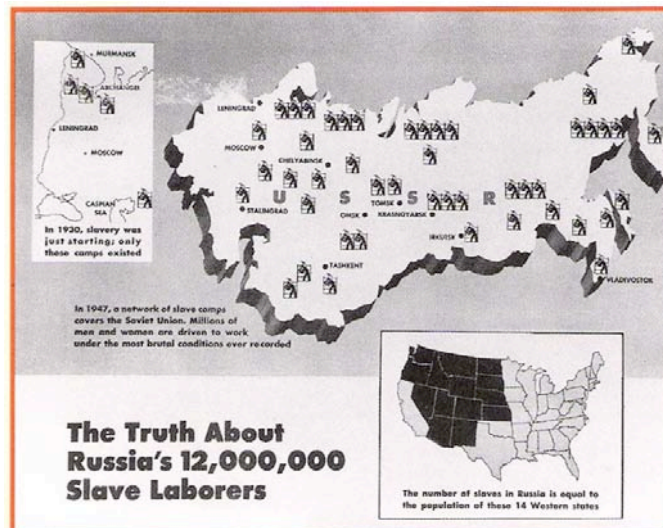 MURMANSK
ARCHANGEL
LENINGRAD
MOSCOW
CASPIAN
SEA
In 1930, slavery was
just starting; only
these camps existed
LENINGRAD
MOSCOW
CHELYABINSK
U S S R
STALINGRAD
OMSK
TOMSK
KRASNOYARSK
IRKUTSK
TASHKENT
VLADIVOSTOK
In 1947, a network of slave camps
covers the Soviet Union. Millions of
men and women are driven to work
under the most brutal conditions ever recorded
The Truth About
Russia's 12,000,000
Slave Laborers
The number of slaves in Russia is equal to
the population of these 14 Western states